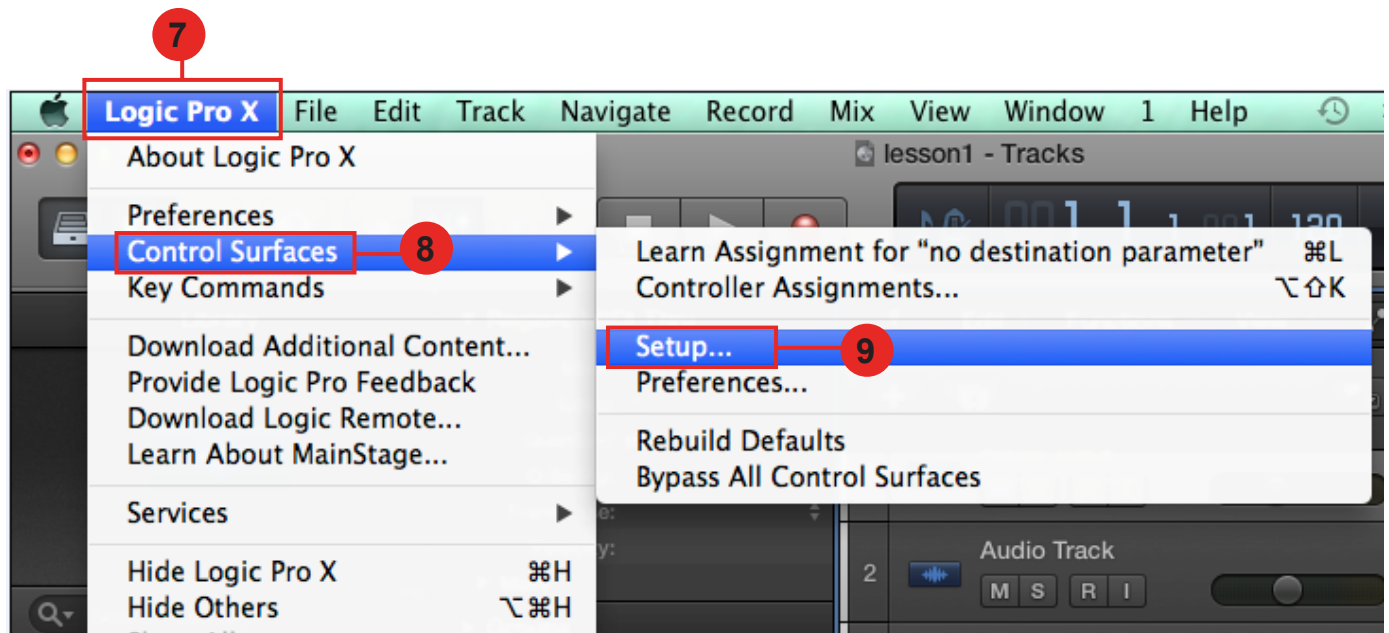 7
Logic Pro X File Edit Track Navigate Record Mix View Window 1 Help
About Logic Pro X
lesson1 - Tracks
Preferences
Control Surfaces
8
Key Commands
Download Additional Content...
Provide Logic Pro Feedback
Download Logic Remote...
Learn About MainStage...
Services
Hide Logic Pro X ⌘H
Hide Others ⌥⌘H
Learn Assignment for “no destination parameter” ⌘L
Controller Assignments... ⌥⇧K
Setup...
9
Preferences...
Rebuild Defaults
Bypass All Control Surfaces
2
Audio Track
M S R I